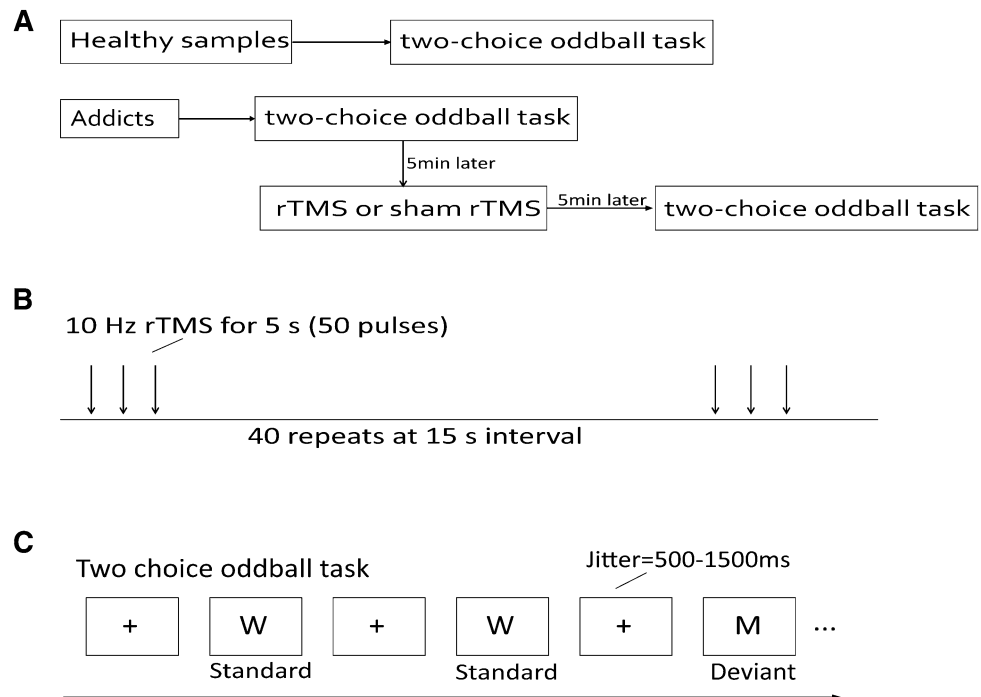 A
Healthy samples
two-choice oddball task
Addicts
two-choice oddball task
5min later
rTMS or sham rTMS
5min later
two-choice oddball task
B
10 Hz rTMS for 5 s (50 pulses)
40 repeats at 15 s interval
C
Two choice oddball task
Jitter=500-1500ms
+ W + W + M ...
Standard Standard Deviant